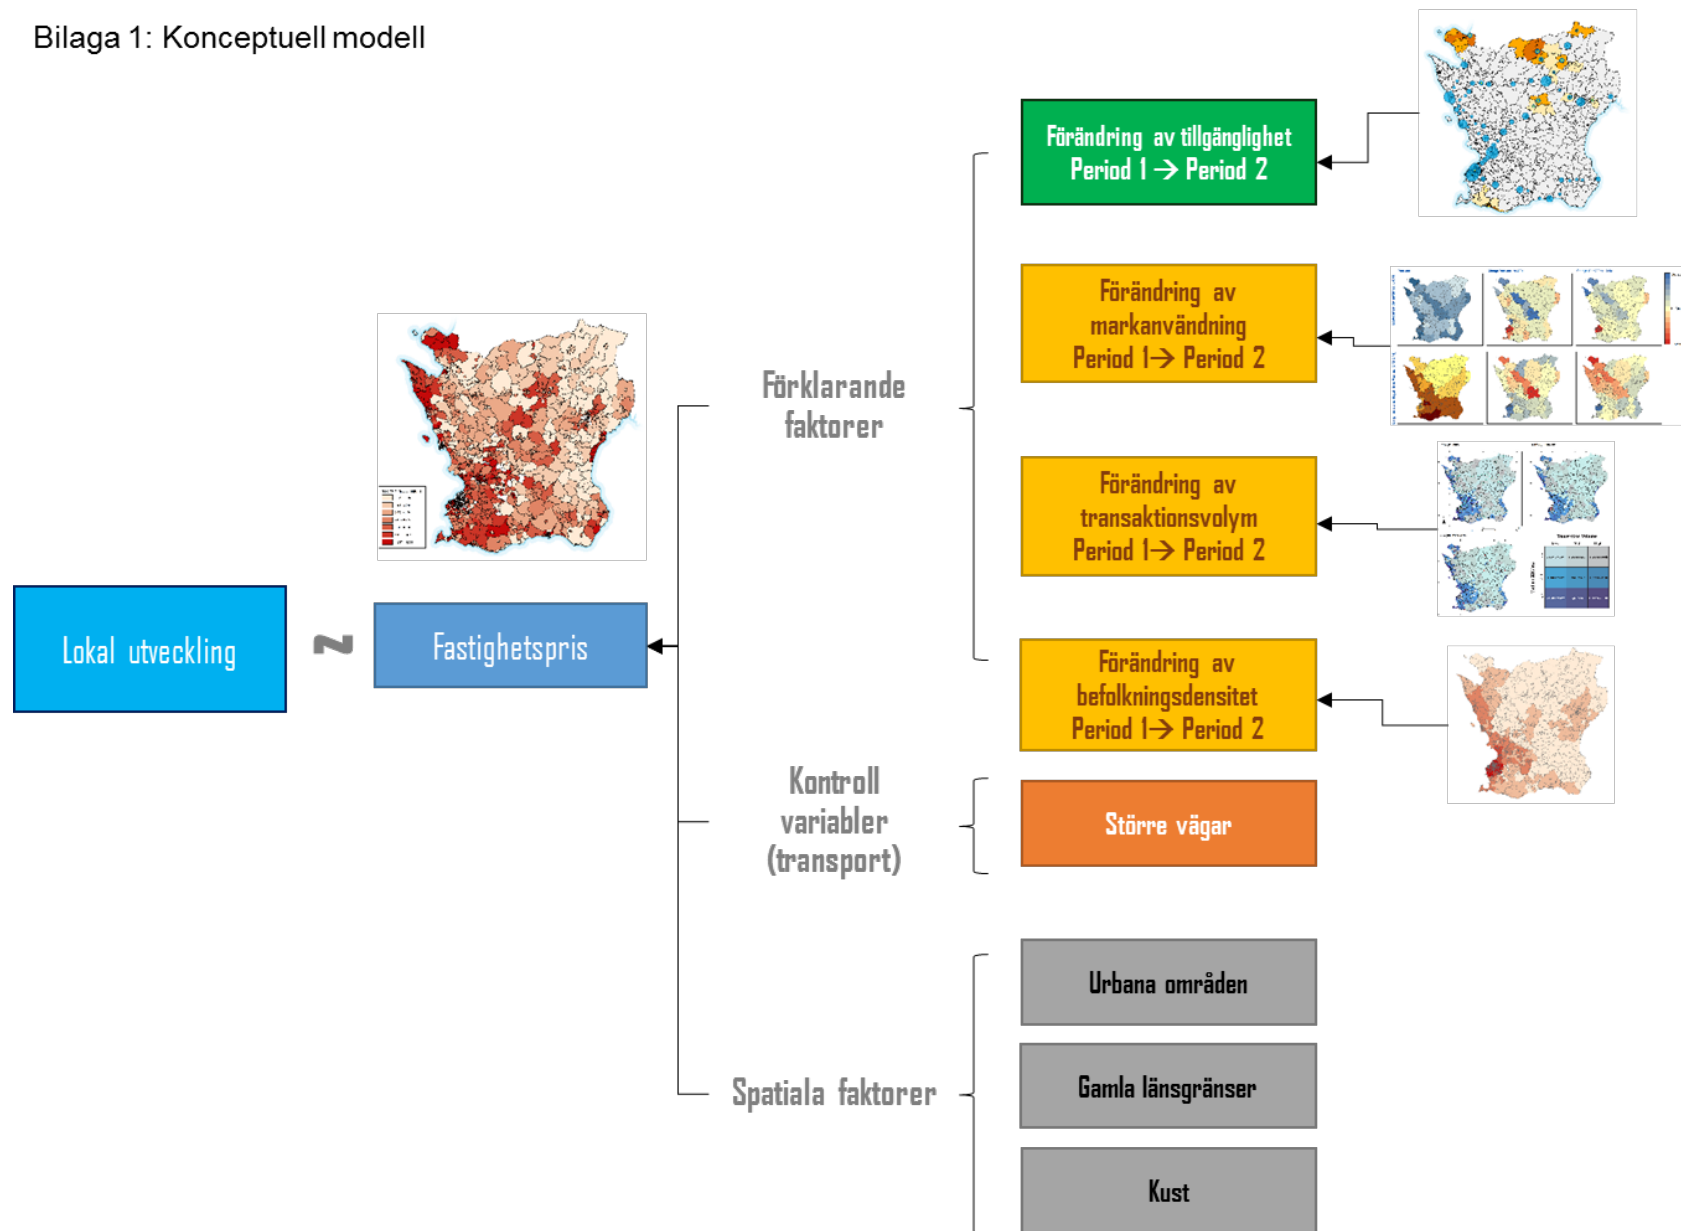 Bilaga 1: Konceptuell modell
Förändring av tillgänglighet
Period 1 → Period 2
Förändring av
markanvändning
Period 1→ Period 2
Förklarande
faktorer
Förändring av
transaktionsvolym
Period 1→ Period 2
Lokal utveckling
~
Fastighetspris
Förändring av
befolkningsdensitet
Period 1→ Period 2
Kontroll
variabler
(transport)
Större vägar
Urbana områden
Spatiala faktorer
Gamla länsgränser
Kust